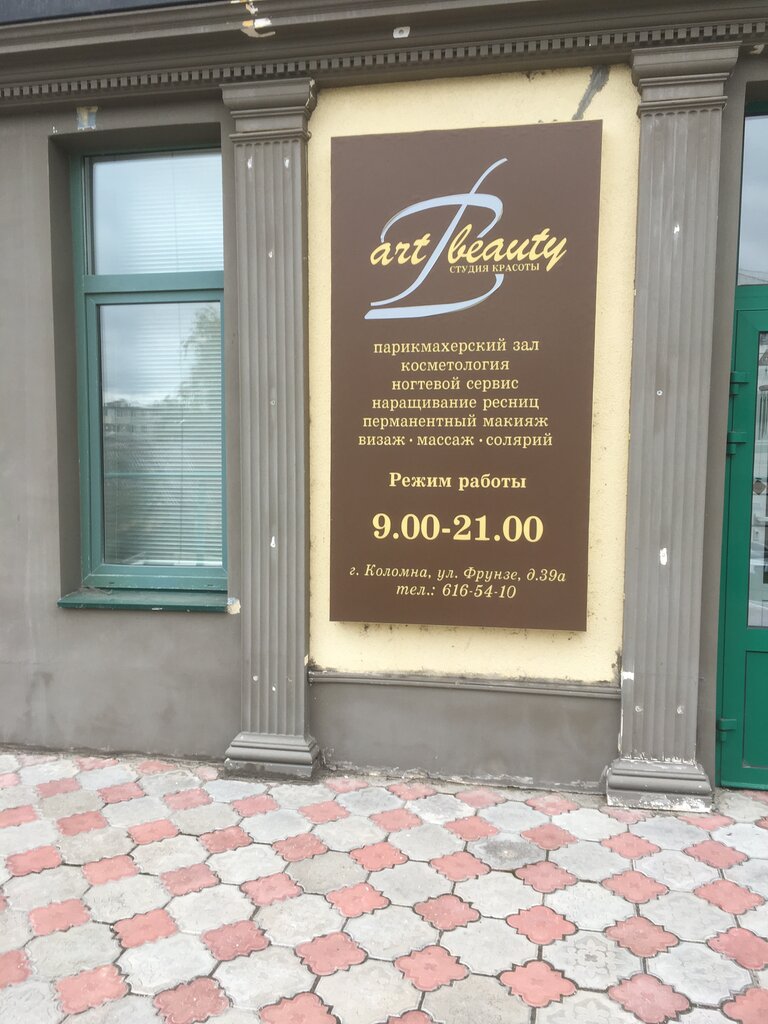 art beauty
СТУДИЯ КРАСОТЫ
парикмахерский зал
косметология
ногтевой сервис
наращивание ресниц
перманентный макияж
визаж · массаж · солярий
Режим работы
9.00-21.00
г. Коломна, ул. Фрунзе, д.39а
тел.: 616-54-10